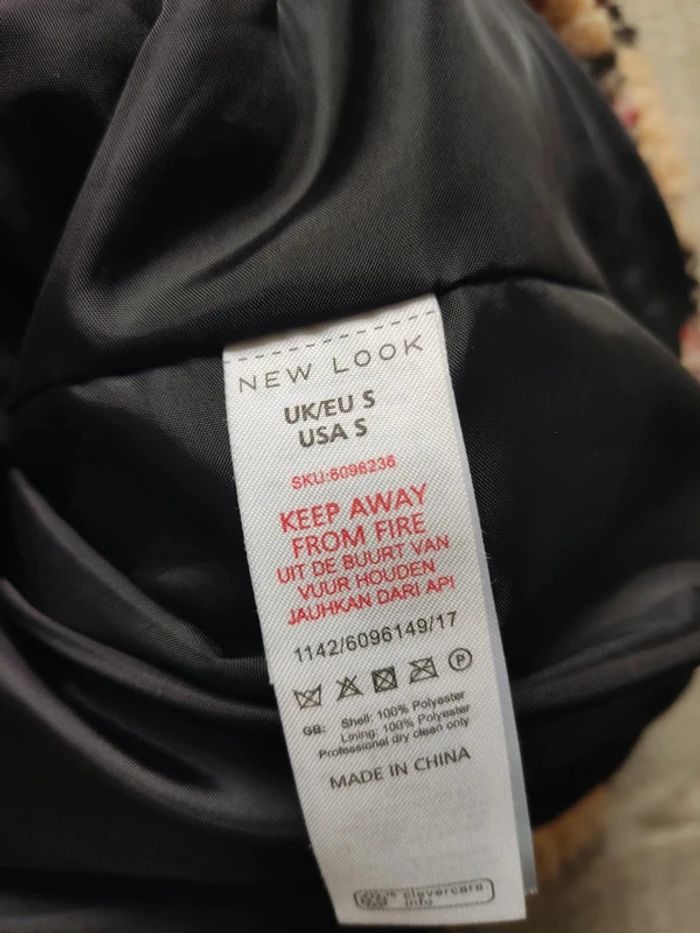 NEW LOOK
UK/EU S
USA S
SKU:6096236
KEEP AWAY
FROM FIRE
UIT DE BUURT VAN
VUUR HOUDEN
JAUHKAN DARI API
1142/6096149/17
P
GB: Shell: 100% Polyester
Lining: 100% Polyester
Professional dry clean only
MADE IN CHINA
clevercare
info